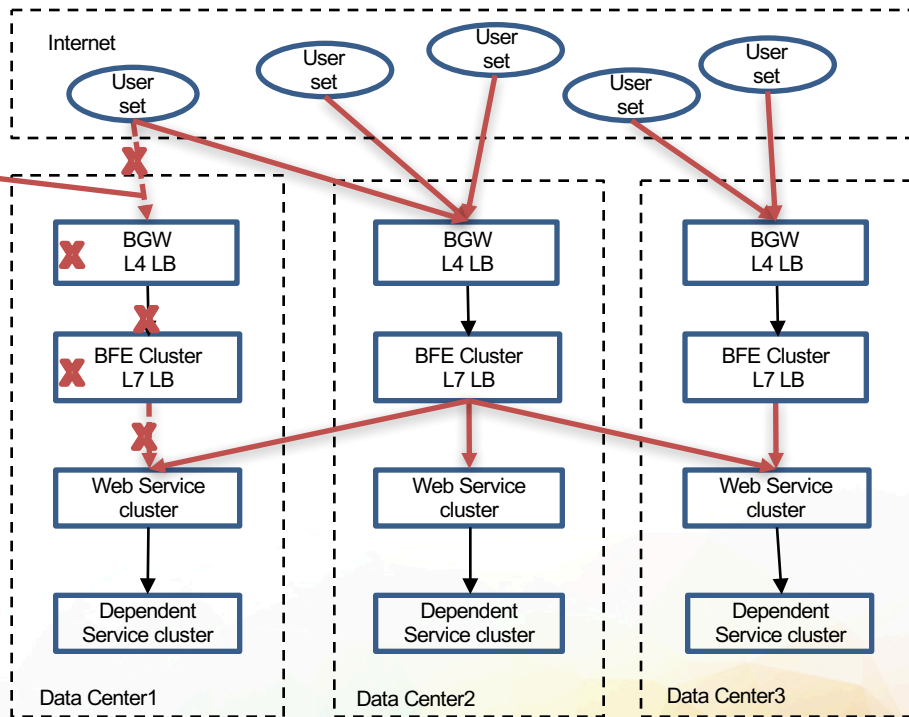 Internet
User
set
User
set
User
set
User
set
User
set
X
BGW
L4 LB
X
BGW
L4 LB
BGW
L4 LB
X
BFE Cluster
L7 LB
X
BFE Cluster
L7 LB
BFE Cluster
L7 LB
X
Web Service
cluster
Web Service
cluster
Web Service
cluster
Dependent
Service cluster
Dependent
Service cluster
Dependent
Service cluster
Data Center1
Data Center2
Data Center3